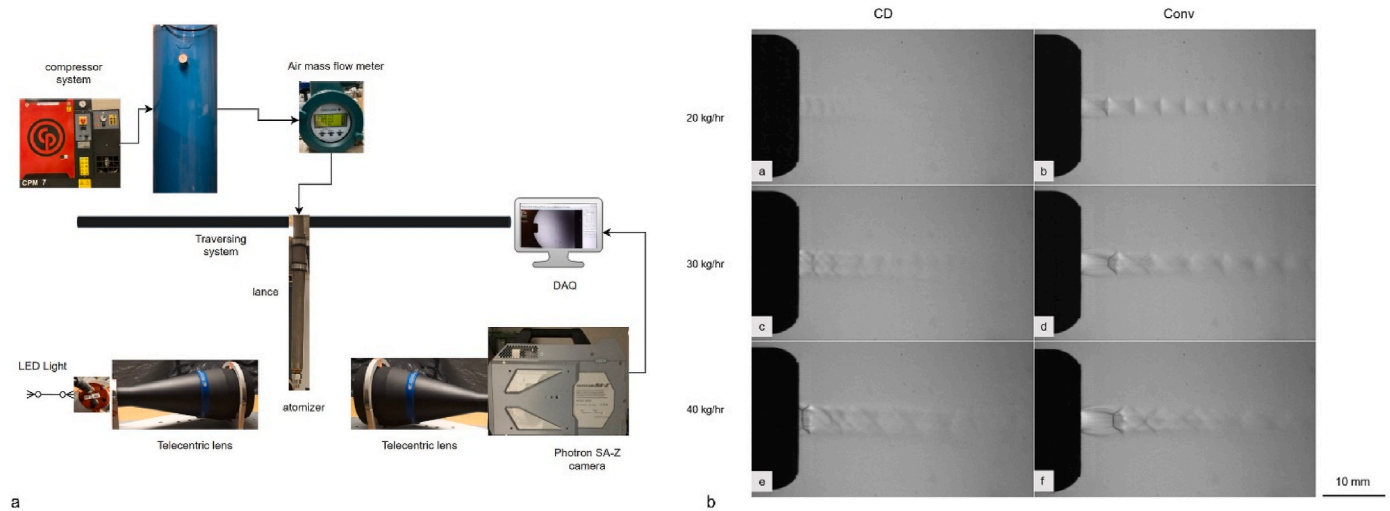 compressor
system
Air mass flow meter
CPM 7
Traversing
system
lance
DAQ
LED Light
atomizer
Telecentric lens
Telecentric lens
Photron SA-Z
camera
a
CD
Conv
20 kg/hr
a
b
30 kg/hr
c
d
40 kg/hr
e
f
10 mm
b